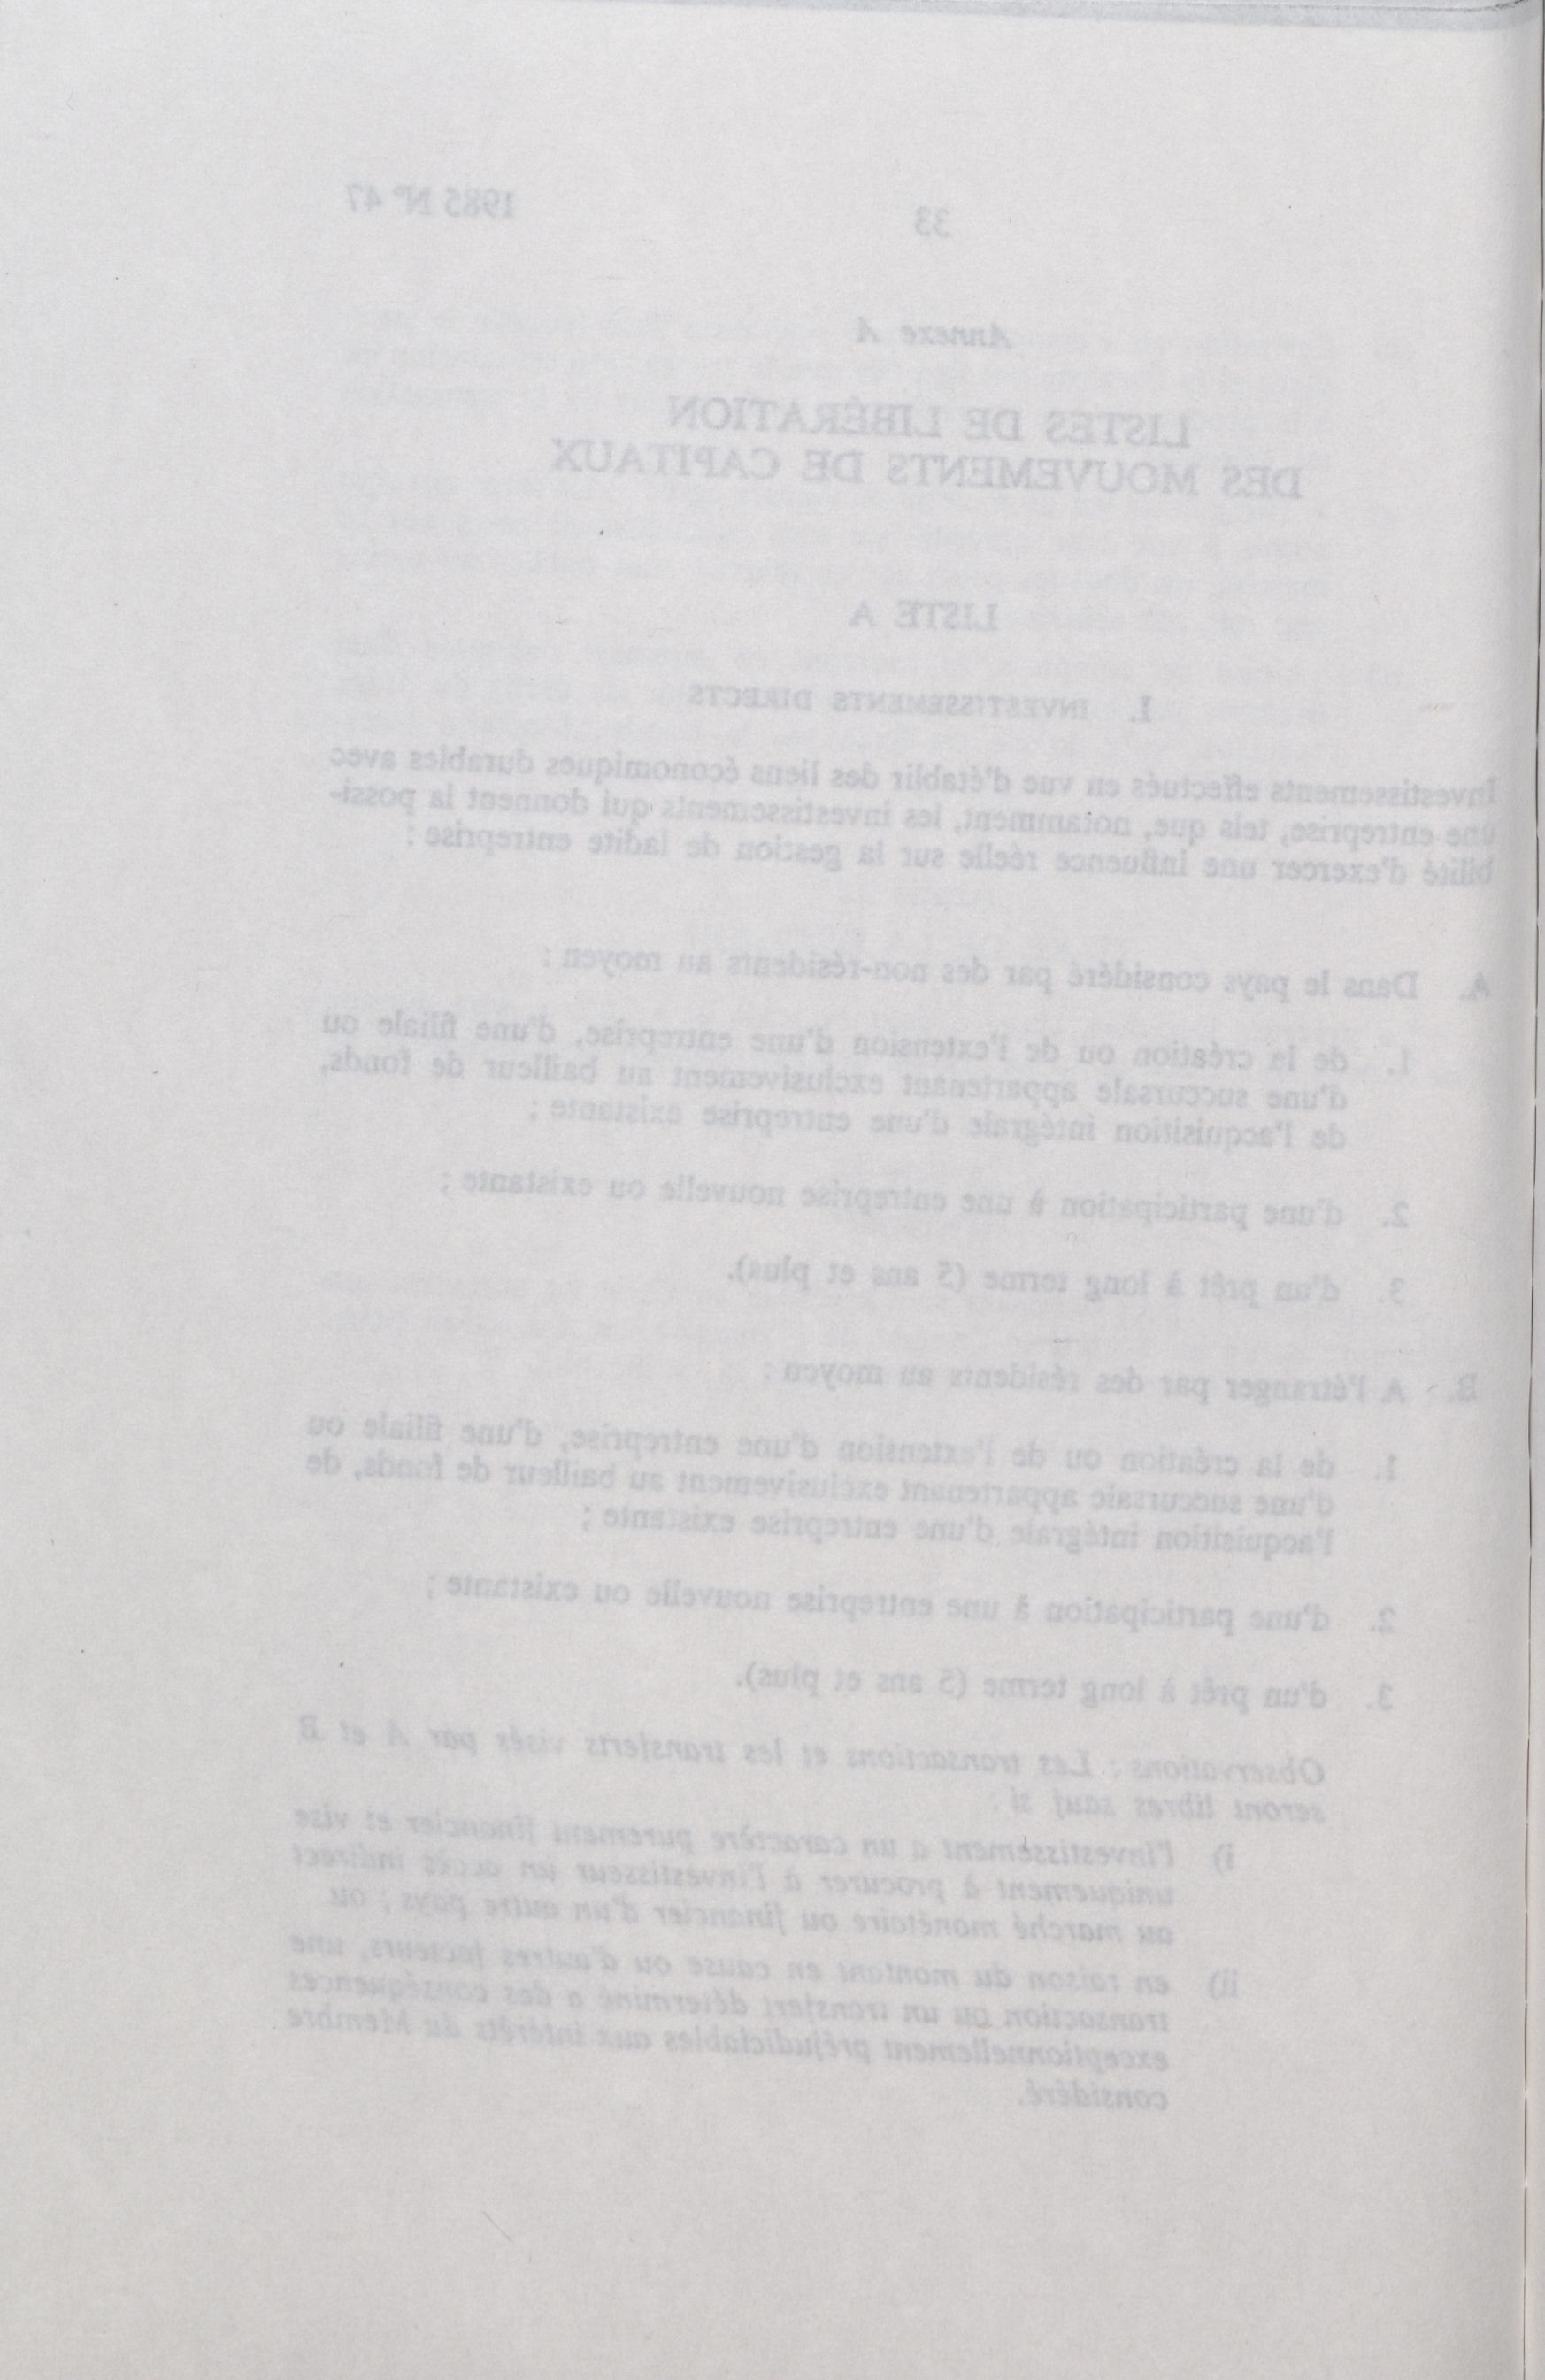 33
1985 Nº 47
Annexe A
LISTES DE LIBÉRATION
DES MOUVEMENTS DE CAPITAUX
LISTE A
I. INVESTISSEMENTS DIRECTS
Investissements effectués en vue d'établir des liens économiques durables avec
une entreprise, tels que, notamment, les investissements qui donnent la possi-
bilité d'exercer une influence réelle sur la gestion de ladite entreprise :
A. Dans le pays considéré par des non-résidents au moyen :
1. de la création ou de l'extension d'une entreprise, d'une filiale ou
d'une succursale appartenant exclusivement au bailleur de fonds,
de l'acquisition intégrale d'une entreprise existante ;
2. d'une participation à une entreprise nouvelle ou existante ;
3. d'un prêt à long terme (5 ans et plus).
B. A l'étranger par des résidents au moyen :
1. de la création ou de l'extension d'une entreprise, d'une filiale ou
d'une succursale appartenant exclusivement au bailleur de fonds, de
l'acquisition intégrale d'une entreprise existante ;
2. d'une participation à une entreprise nouvelle ou existante ;
3. d'un prêt à long terme (5 ans et plus).
Observations : Les transactions et les transferts visés par A et B
seront libres sauf si :
i) l'investissement a un caractère purement financier et vise
uniquement à procurer à l'investisseur un accès indirect
au marché monétaire ou financier d'un autre pays ; ou
ii) en raison du montant en cause ou d'autres facteurs, une
transaction ou un transfert déterminé a des conséquences
exceptionnellement préjudiciables aux intérêts du Membre
considéré.